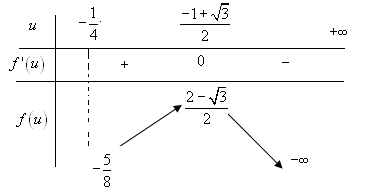 u -1/4 (-1+√3)/2 +∞
f'(u) + 0 −
f(u) -5/8 (2-√3)/2 −∞